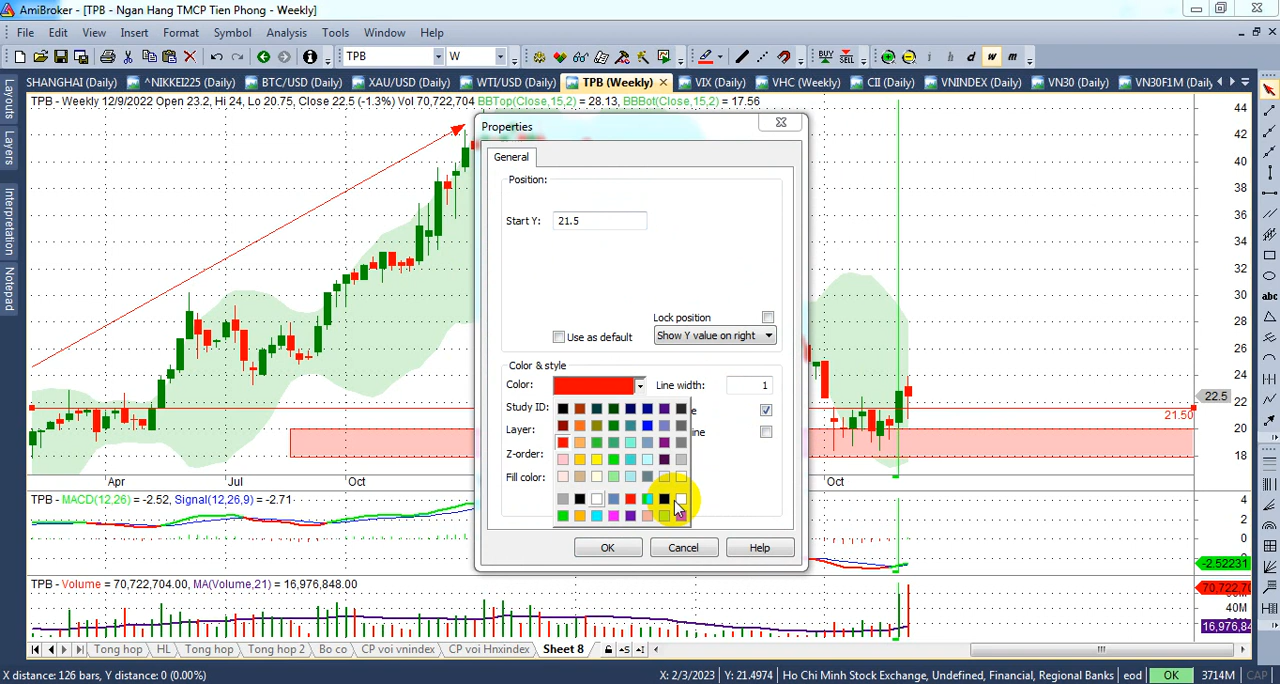 AmiBroker - [TPB - Ngan Hang TMCP Tien Phong - Weekly]
File Edit View Insert Format Symbol Analysis Tools Window Help
TPB W BUY SELL i h d w m
SHANGHAI (Daily) ^NIKKEI225 (Daily) BTC/USD (Daily) XAU/USD (Daily) WTI/USD (Daily) TPB (Weekly) VIX (Daily) VHC (Weekly) CII (Daily) VNINDEX (Daily) VN30 (Daily) VN30F1M (Daily)
Layouts
Layers
Interpretation
Notepad
TPB - Weekly 12/9/2022 Open 23.2, Hi 24, Lo 20.75, Close 22.5 (-1.3%) Vol 70,722,704 BBTop(Close,15,2) = 28.13, BBBot(Close,15,2) = 17.56
44
42
40
38
36
34
32
30
28
26
24
22.5
22
21.50
20
18
Apr Jul Oct Oct
Properties
General
Position:
Start Y: 21.5
Lock position
Use as default Show Y value on right
Color & style
Color: Line width: 1
Study ID:
Layer:
Z-order:
Fill color:
OK Cancel Help
abc
TPB - MACD(12,26) = -2.52, Signal(12,26,9) = -2.71
4
2
0
-2.52231
TPB - Volume = 70,722,704.00, MA(Volume,21) = 16,976,848.00
70,722,70
40M
16,976,84
Tong hop HL Tong hop Tong hop 2 Bo co CP voi vnindex CP voi Hnxindex Sheet 8
X distance: 126 bars, Y distance: 0 (0.00%) X: 2/3/2023 Y: 21.4974 Ho Chi Minh Stock Exchange, Undefined, Financial, Regional Banks eod OK 3714M CAP